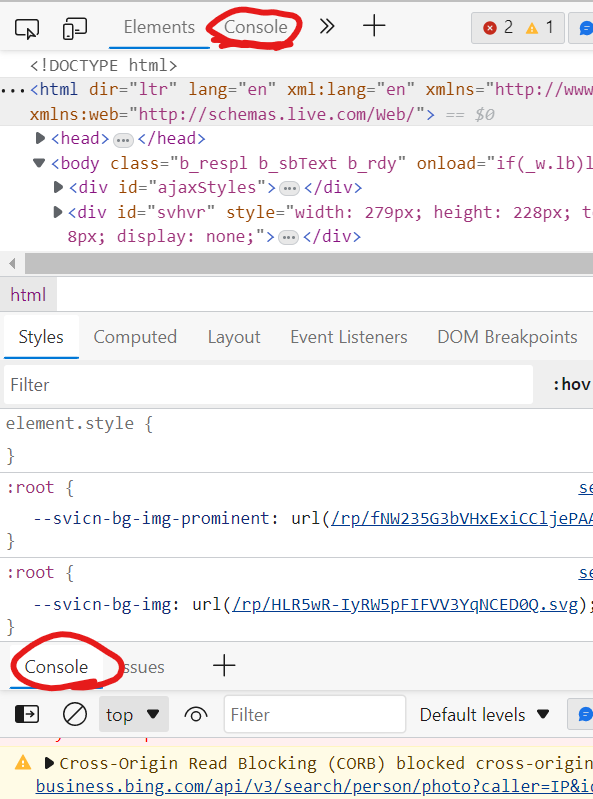 Elements Console 2 1
<!DOCTYPE html>
<html dir="ltr" lang="en" xml:lang="en" xmlns="http://www
xmlns:web="http://schemas.live.com/Web/"> == $0
<head> … </head>
<body class="b_respl b_sbText b_rdy" onload="if(_w.lb)l
<div id="ajaxStyles"> … </div>
<div id="svhvr" style="width: 279px; height: 228px; to
8px; display: none;"> … </div>
html
Styles Computed Layout Event Listeners DOM Breakpoints
Filter :hov
element.style {
}
:root { se
--svicn-bg-img-prominent: url(/rp/fNW235G3bVHxExiCCljePAA
}
:root { se
--svicn-bg-img: url(/rp/HLR5wR-IyRW5pFIFVV3YqNCED0Q.svg);
}
Console Issues
top Filter Default levels
Cross-Origin Read Blocking (CORB) blocked cross-origin
business.bing.com/api/v3/search/person/photo?caller=IP&id